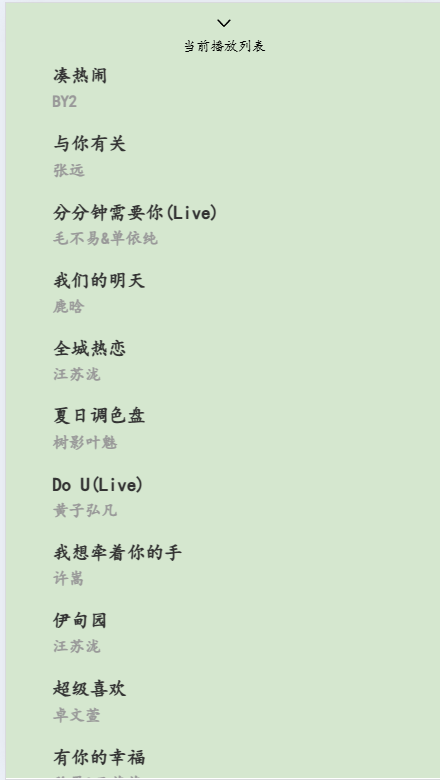 当前播放列表
凑热闹
BY2
与你有关
张远
分分钟需要你(Live)
毛不易&单依纯
我们的明天
鹿晗
全城热恋
汪苏泷
夏日调色盘
树影叶魅
Do U(Live)
黄子弘凡
我想牵着你的手
许嵩
伊甸园
汪苏泷
超级喜欢
卓文萱
有你的幸福